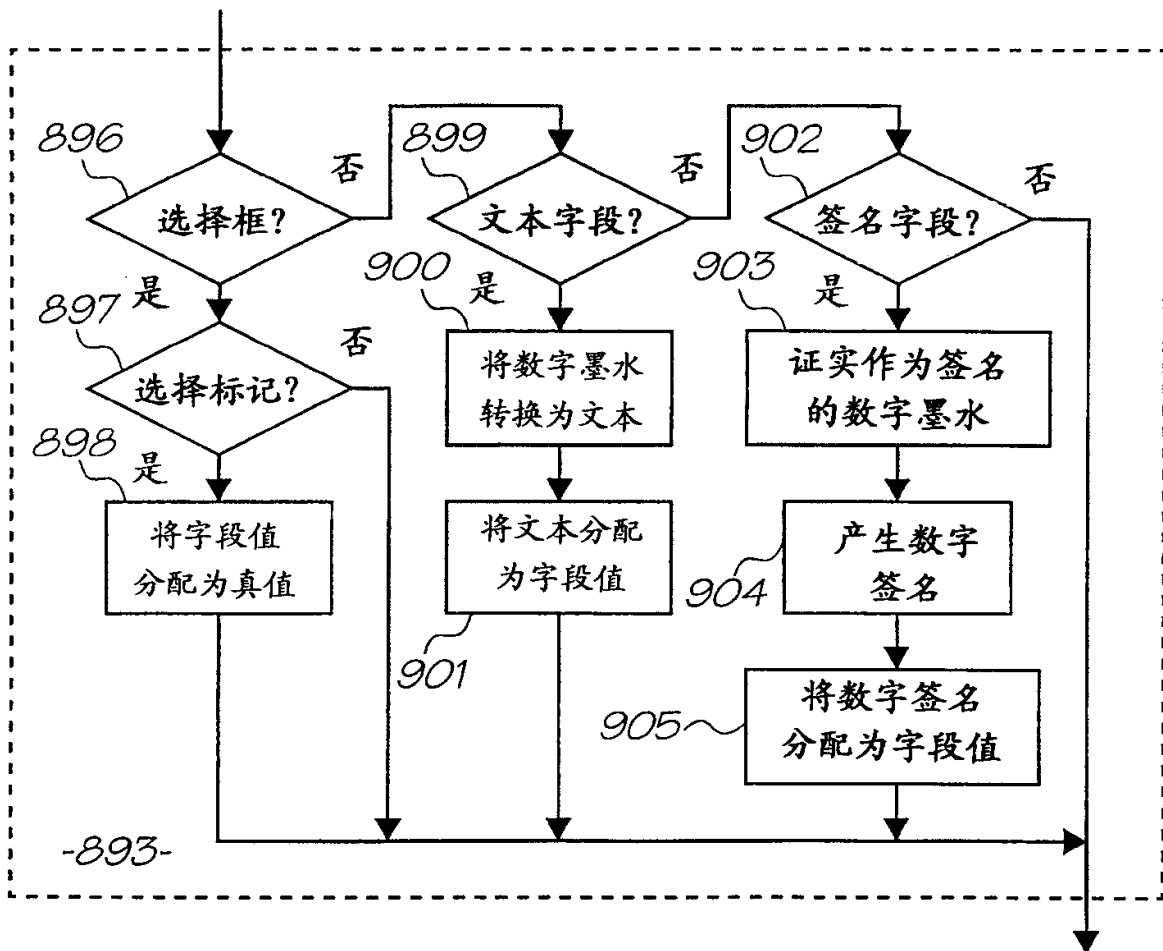 896
选择框?
否
899
文本字段?
否
902
签名字段?
否
是
897
选择标记?
否
900
是
将数字墨水
转换为文本
903
是
证实作为签名
的数字墨水
898
是
将字段值
分配为真值
将文本分配
为字段值
901
产生数字
签名
904
905
将数字签名
分配为字段值
-893-